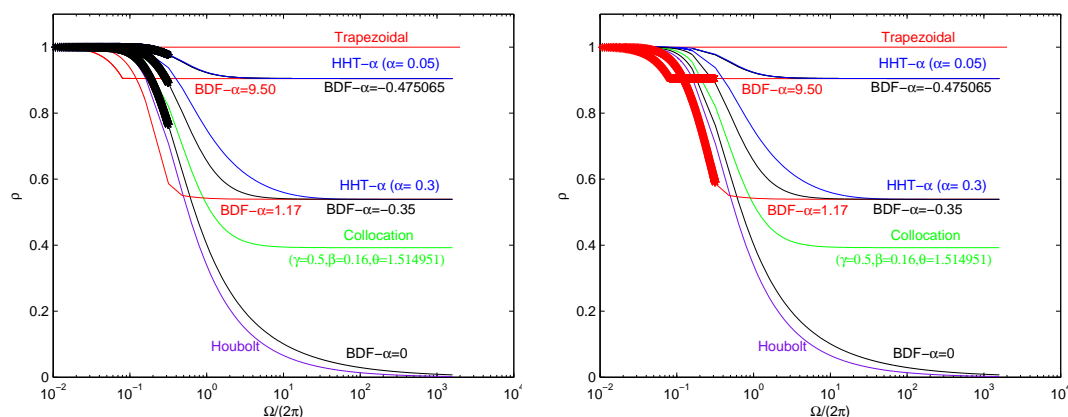 1
0.8
0.6
0.4
0.2
0
ρ
Trapezoidal
HHT−α (α= 0.05)
BDF−α=−0.475065
BDF−α=9.50
HHT−α (α= 0.3)
BDF−α=−0.35
BDF−α=1.17
Collocation
(γ=0.5,β=0.16,θ=1.514951)
Houbolt
BDF−α=0
10⁻² 10⁻¹ 10⁰ 10¹ 10² 10³ 10⁴
Ω/(2π)
1
0.8
0.6
0.4
0.2
0
ρ
Trapezoidal
HHT−α (α= 0.05)
BDF−α=−0.475065
BDF−α=9.50
HHT−α (α= 0.3)
BDF−α=−0.35
BDF−α=1.17
Collocation
(γ=0.5,β=0.16,θ=1.514951)
Houbolt
BDF−α=0
10⁻² 10⁻¹ 10⁰ 10¹ 10² 10³ 10⁴
Ω/(2π)